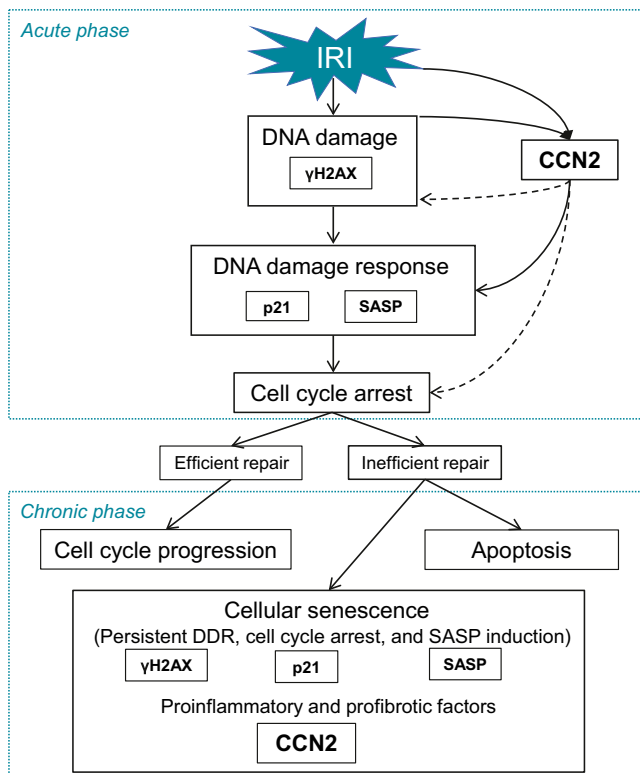 Acute phase
IRI
DNA damage
γH2AX
CCN2
DNA damage response
p21
SASP
Cell cycle arrest
Efficient repair
Inefficient repair
Chronic phase
Cell cycle progression
Apoptosis
Cellular senescence
(Persistent DDR, cell cycle arrest, and SASP induction)
γH2AX
p21
SASP
Proinflammatory and profibrotic factors
CCN2